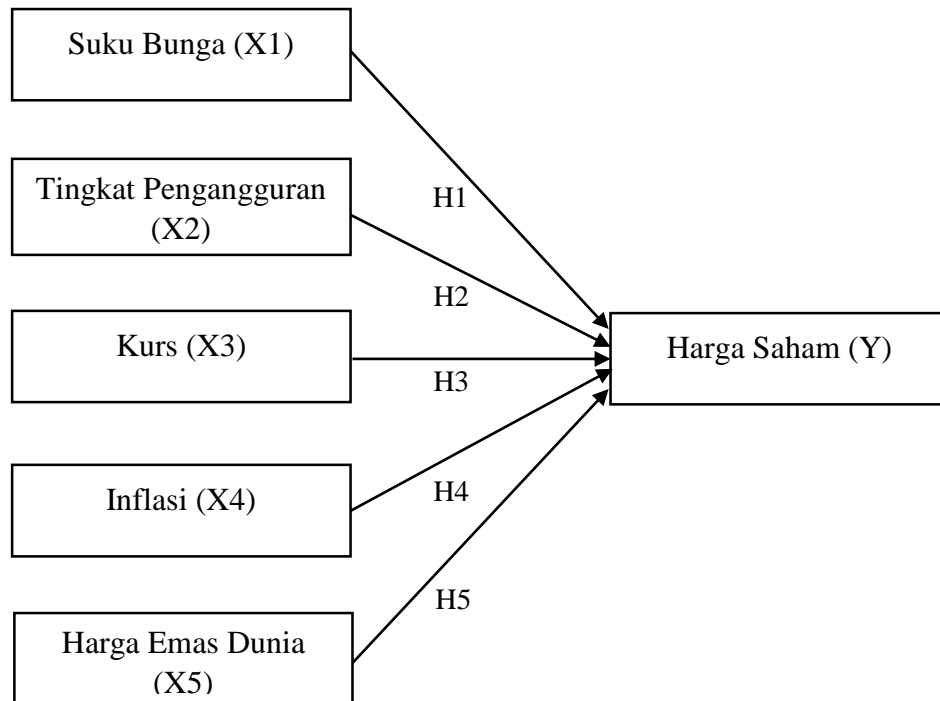 Suku Bunga (X1)
Tingkat Pengangguran
(X2)
H1
H2
Kurs (X3)
Harga Saham (Y)
H3
Inflasi (X4)
H4
H5
Harga Emas Dunia
(X5)